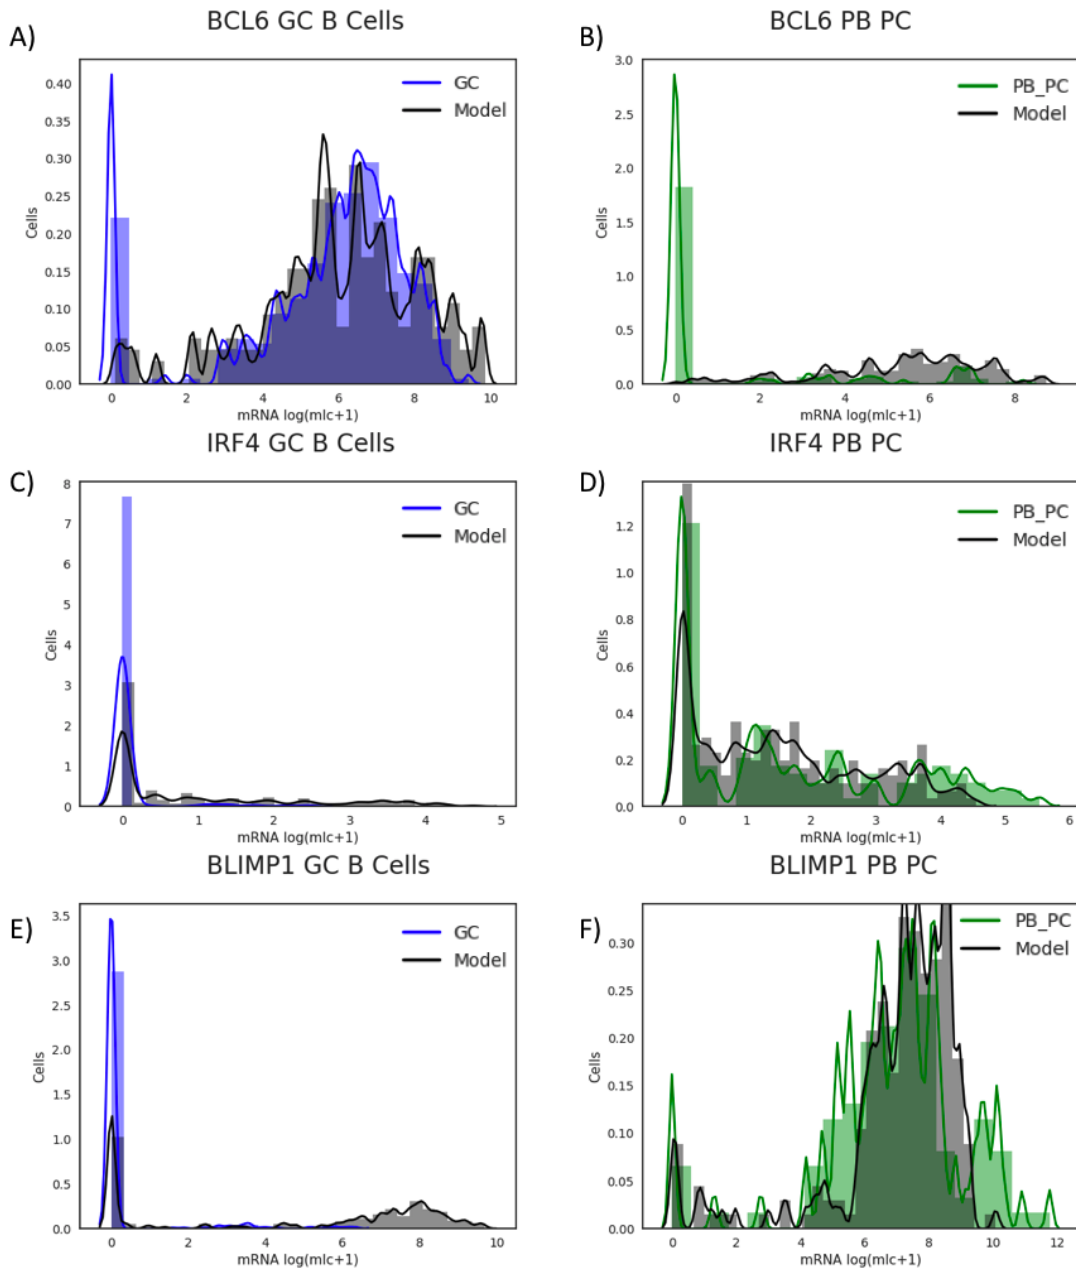 A)
BCL6 GC B Cells
GC
Model
0.40
0.35
0.30
0.25
0.20
0.15
0.10
0.05
0.00
Cells
0 2 4 6 8 10
mRNA log(mlc+1)
B)
BCL6 PB PC
PB_PC
Model
3.0
2.5
2.0
1.5
1.0
0.5
0.0
Cells
0 2 4 6 8
mRNA log(mlc+1)
C)
IRF4 GC B Cells
GC
Model
8
7
6
5
4
3
2
1
0
Cells
0 1 2 3 4 5
mRNA log(mlc+1)
D)
IRF4 PB PC
PB_PC
Model
1.2
1.0
0.8
0.6
0.4
0.2
0.0
Cells
0 1 2 3 4 5 6
mRNA log(mlc+1)
E)
BLIMP1 GC B Cells
GC
Model
3.5
3.0
2.5
2.0
1.5
1.0
0.5
0.0
Cells
0 2 4 6 8 10
mRNA log(mlc+1)
F)
BLIMP1 PB PC
PB_PC
Model
0.30
0.25
0.20
0.15
0.10
0.05
0.00
Cells
0 2 4 6 8 10 12
mRNA log(mlc+1)